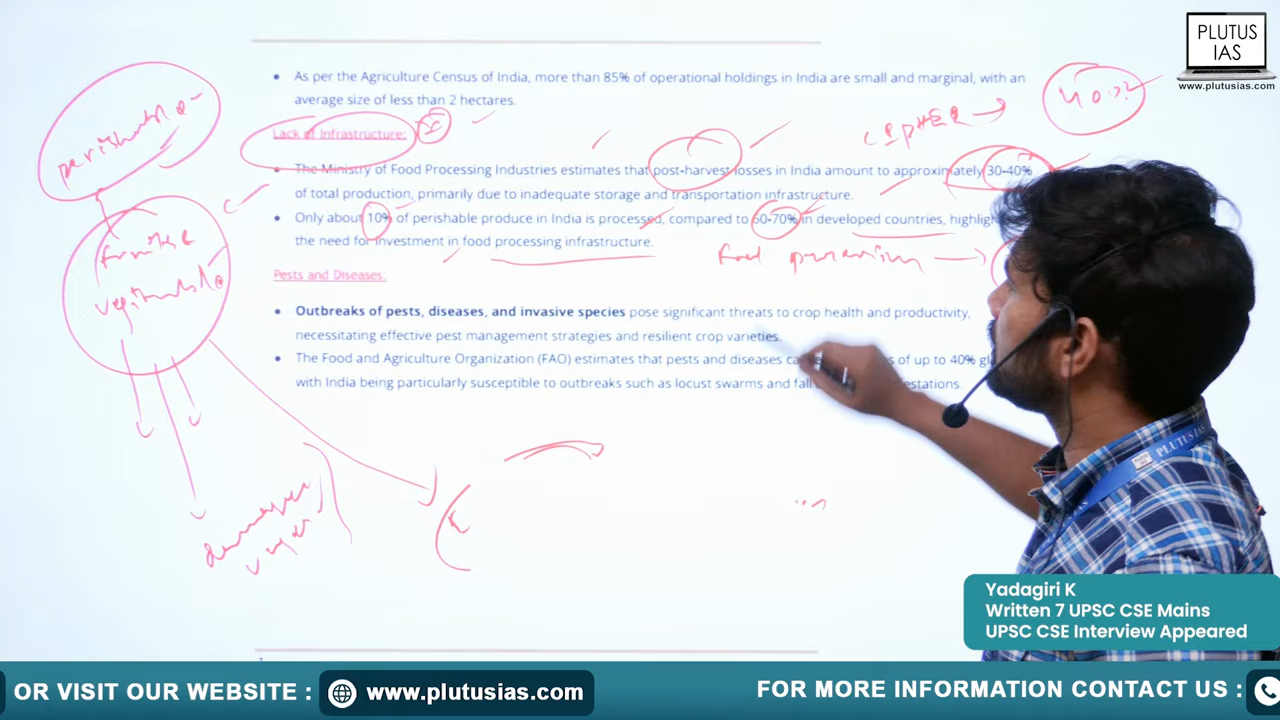 PLUTUS
IAS
www.plutusias.com
As per the Agriculture Census of India, more than 85% of operational holdings in India are small and marginal, with an
average size of less than 2 hectares.
Lack of Infrastructure:
The Ministry of Food Processing Industries estimates that post-harvest losses in India amount to approximately 30-40%
of total production, primarily due to inadequate storage and transportation infrastructure.
Only about 10% of perishable produce in India is processed, compared to 60-70% in developed countries,
the need for investment in food processing infrastructure.
Pests and Diseases:
Outbreaks of pests, diseases, and invasive species pose significant threats to crop health and productivity,
necessitating effective pest management strategies and resilient crop varieties.
The Food and Agriculture Organization (FAO) estimates that pests and diseases of up to 40%
with India being particularly susceptible to outbreaks such as locust swarms and fall
CIPHER
PLUTUS IAS
Yadagiri K
Written 7 UPSC CSE Mains
UPSC CSE Interview Appeared
OR VISIT OUR WEBSITE : www.plutusias.com
FOR MORE INFORMATION CONTACT US :